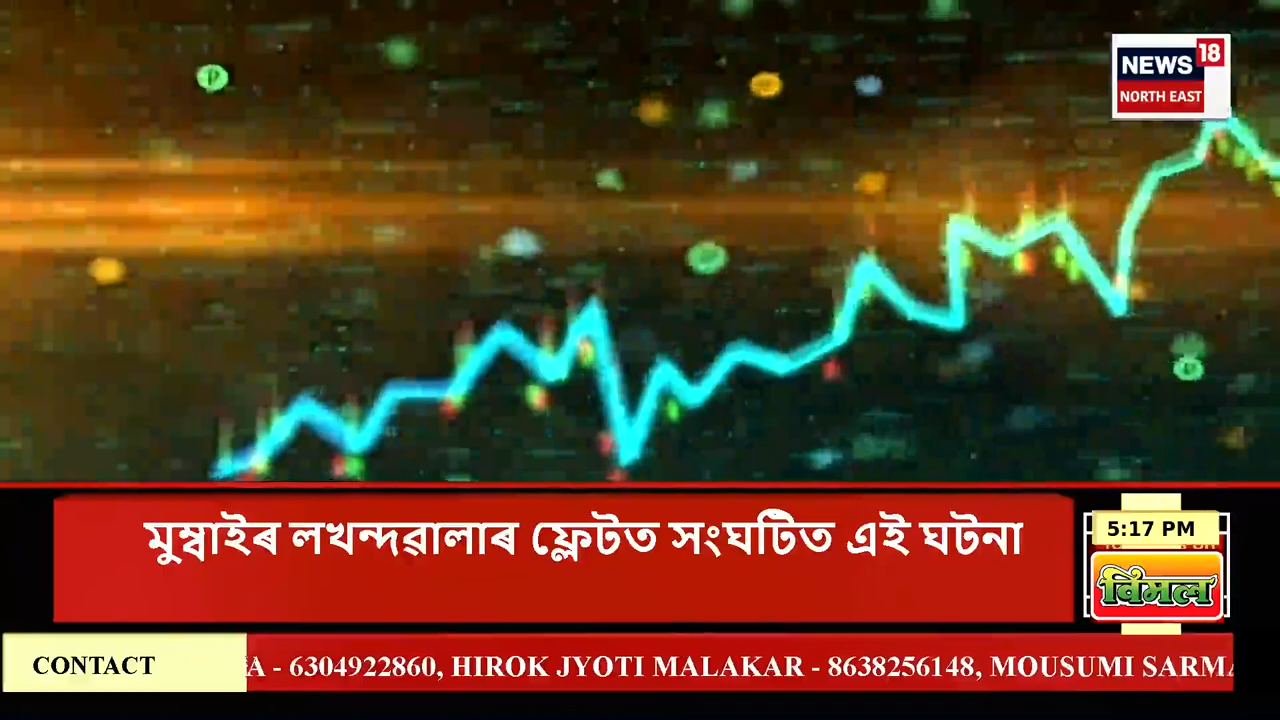 NEWS 18
NORTH EAST
মুম্বাইৰ লখন্দৱালাৰ ফ্লেটত সংঘটিত এই ঘটনা
5:17 PM
বিমল
CONTACT
A - 6304922860, HIROK JYOTI MALAKAR - 8638256148, MOUSUMI SARMA